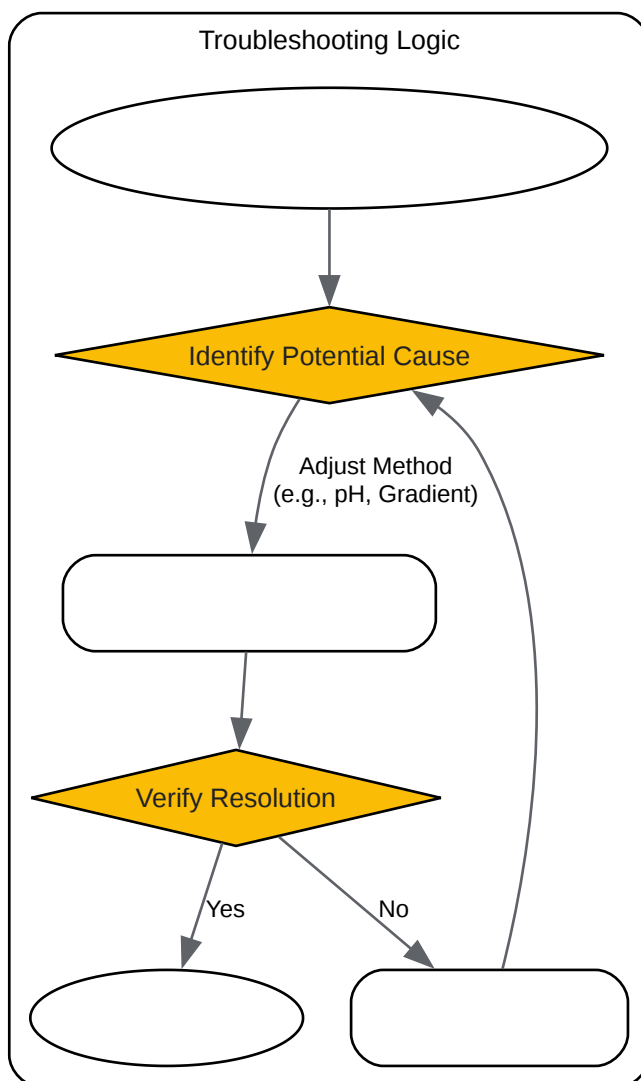 Troubleshooting Logic
Identify Potential Cause
Adjust Method
(e.g., pH, Gradient)
Verify Resolution
Yes
No